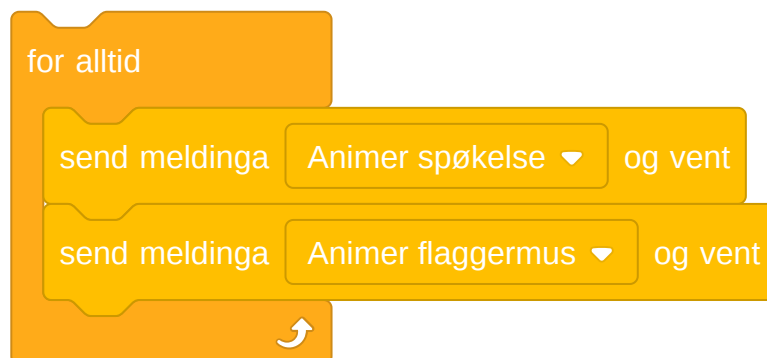 for alltid
send meldinga Animer spøkelse og vent
send meldinga Animer flaggermus og vent